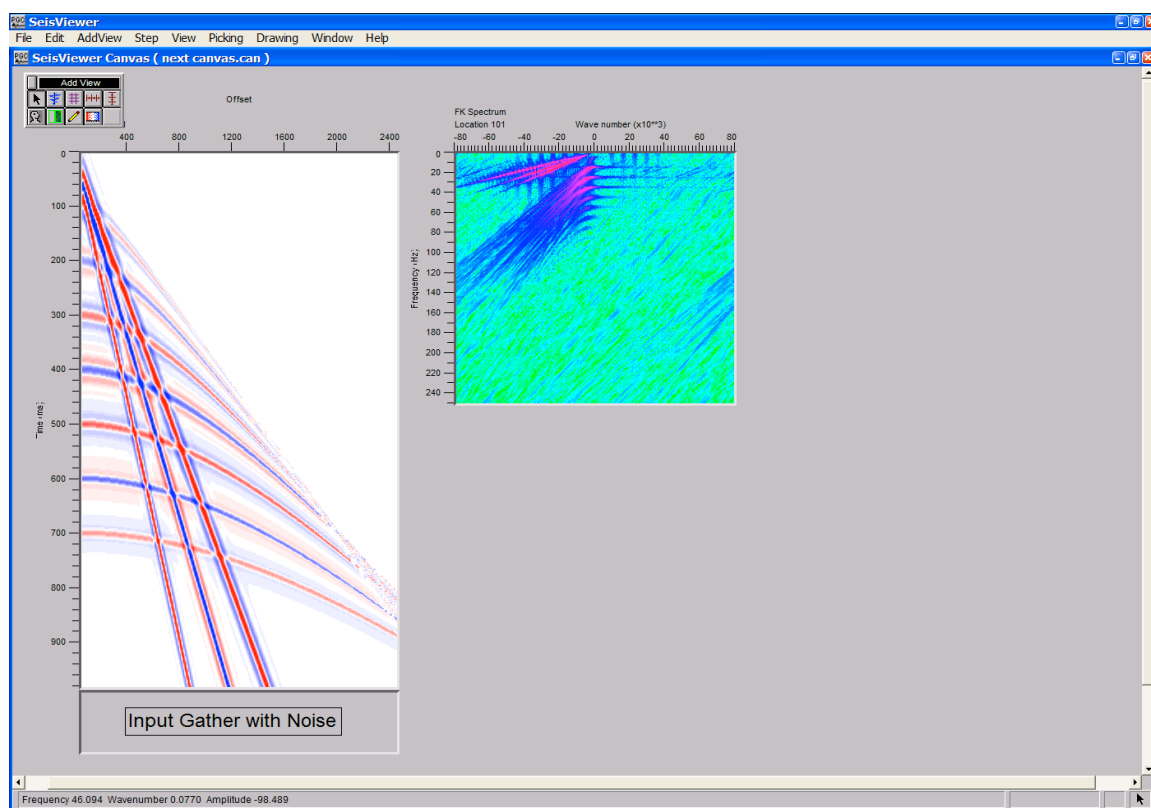 SeisViewer
File Edit AddView Step View Picking Drawing Window Help
PGC SeisViewer Canvas ( next canvas.can )
Add View
Offset
400 800 1200 1600 2000 2400
0
100
200
300
400
500
600
700
800
900
Time (ms)
Input Gather with Noise
FK Spectrum
Location 101 Wave number (x10**3)
-80 -60 -40 -20 0 20 40 60 80
0
20
40
60
80
100
120
140
160
180
200
220
240
Frequency (Hz)
Frequency 46.094 Wavenumber 0.0770 Amplitude -98.489